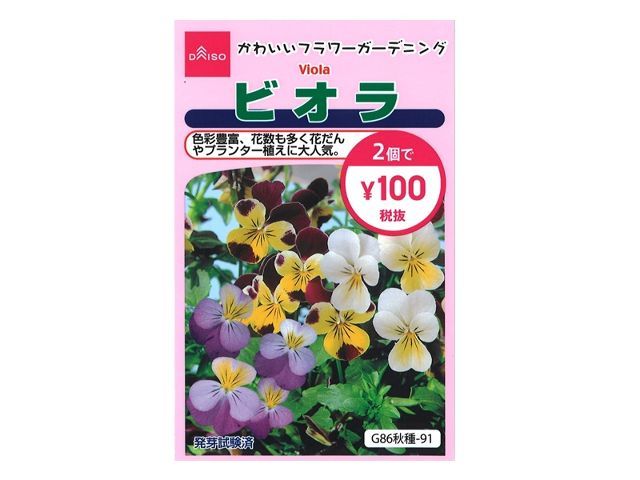 DAISO
かわいいフラワーガーデニング
Viola
ビオラ
色彩豊富、花数も多く花だん
やプランター植えに大人気。
2個で
¥100
税抜
発芽試験済
G86秋種-91